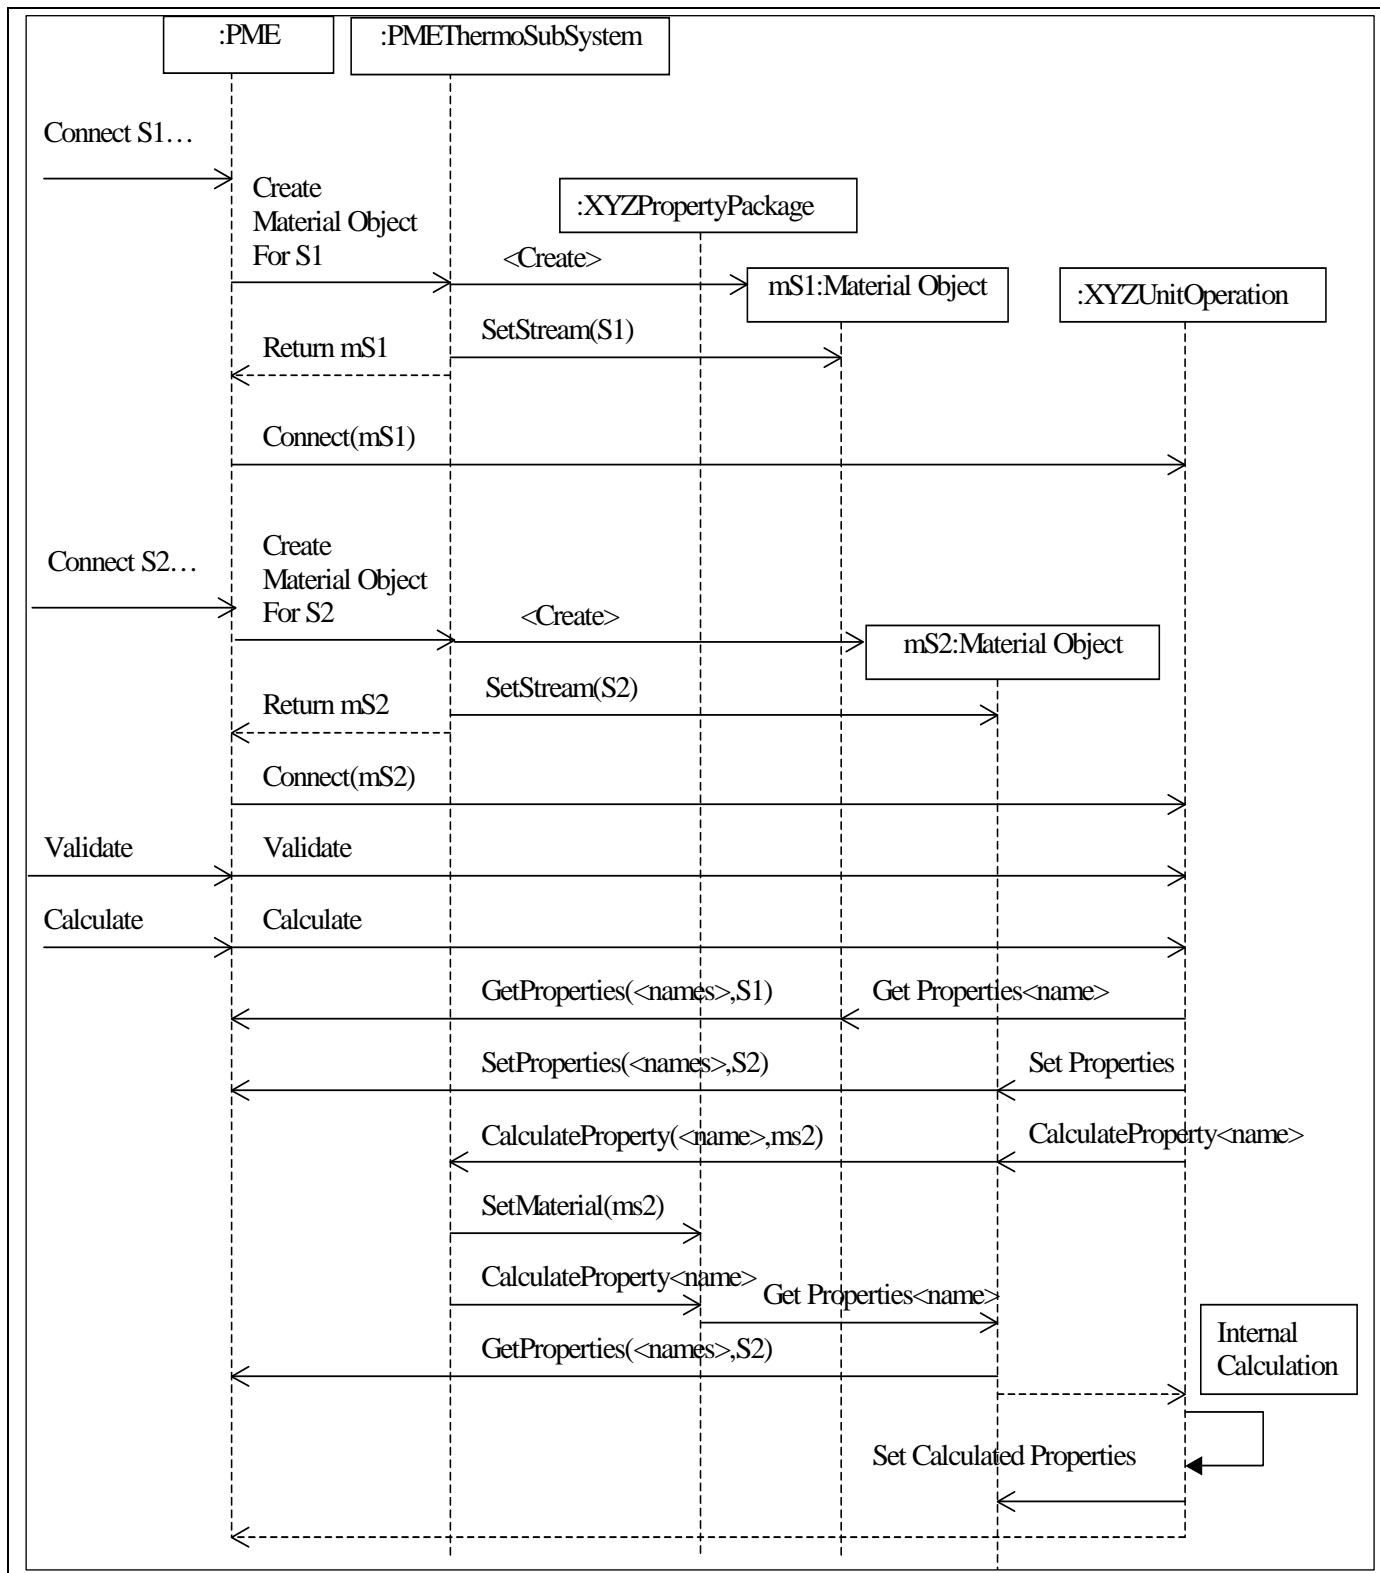 :PME
:PMEThermoSubSystem
Connect S1…
Create
Material Object
For S1
:XYZPropertyPackage
<Create>
mS1:Material Object
:XYZUnitOperation
SetStream(S1)
Return mS1
Connect(mS1)
Connect S2…
Create
Material Object
For S2
<Create>
mS2:Material Object
SetStream(S2)
Return mS2
Connect(mS2)
Validate
Validate
Calculate
Calculate
GetProperties(<names>,S1)
Get Properties<name>
SetProperties(<names>,S2)
Set Properties
CalculateProperty(<name>,ms2)
CalculateProperty<name>
SetMaterial(ms2)
CalculateProperty<name>
Get Properties<name>
GetProperties(<names>,S2)
Internal
Calculation
Set Calculated Properties